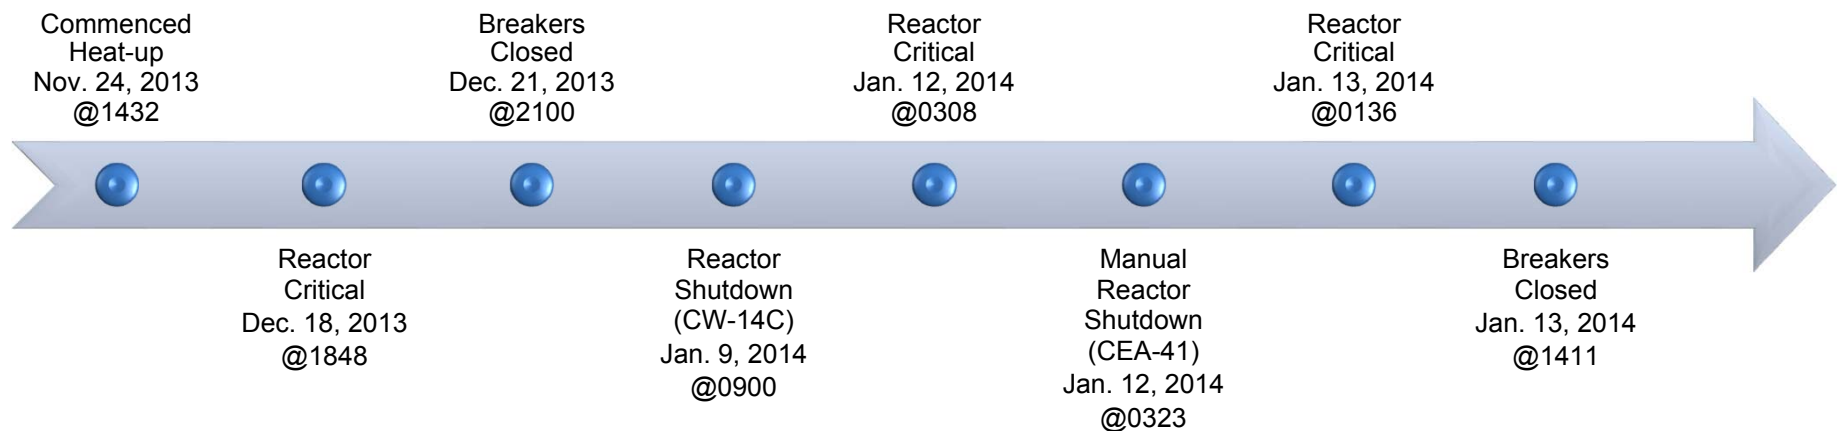 Commenced
Heat-up
Nov. 24, 2013
@1432
Reactor
Critical
Dec. 18, 2013
@1848
Breakers
Closed
Dec. 21, 2013
@2100
Reactor
Shutdown
(CW-14C)
Jan. 9, 2014
@0900
Reactor
Critical
Jan. 12, 2014
@0308
Manual
Reactor
Shutdown
(CEA-41)
Jan. 12, 2014
@0323
Reactor
Critical
Jan. 13, 2014
@0136
Breakers
Closed
Jan. 13, 2014
@1411